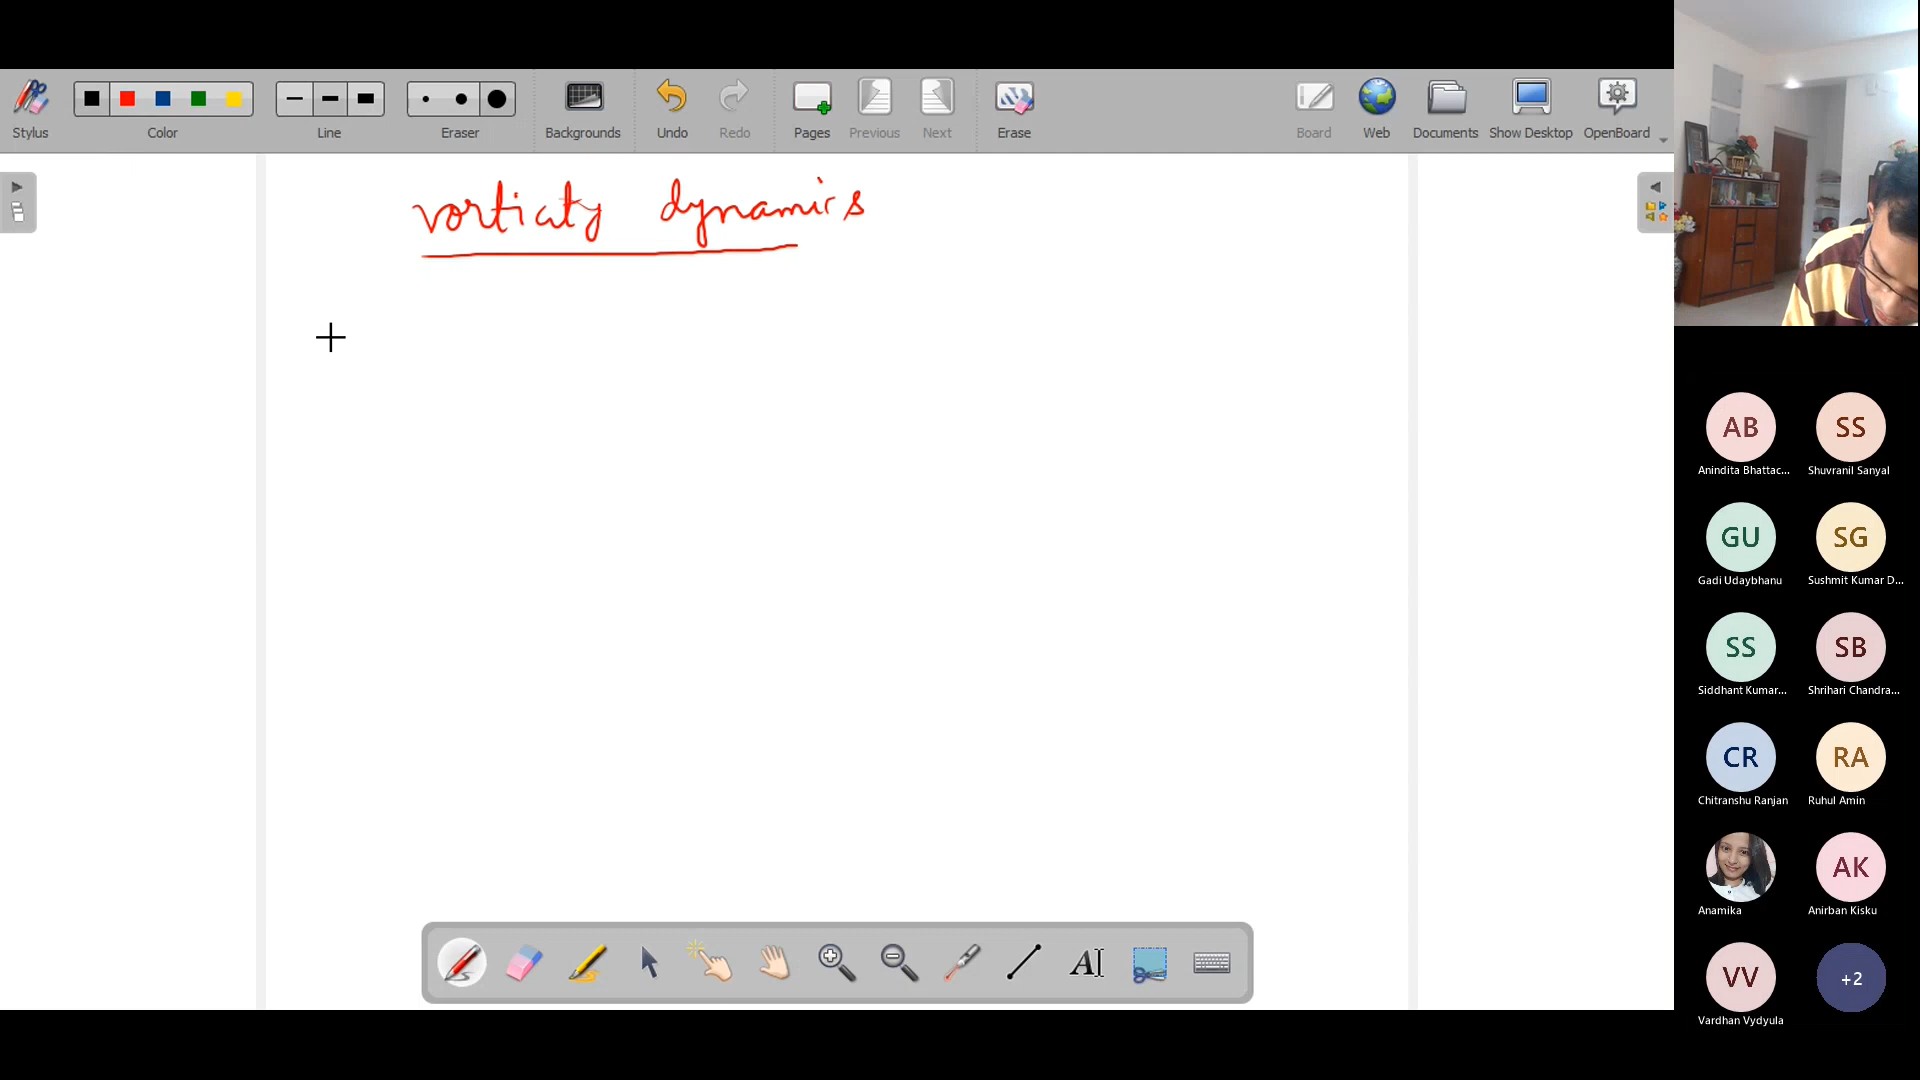 vorticity dynamics
Stylus
Color
Line
Eraser
Backgrounds
Undo
Redo
Pages
Previous
Next
Erase
Board
Web
Documents
Show Desktop
OpenBoard
A
AB
SS
Anindita Bhattac...
Shuvranil Sanyal
GU
SG
Gadi Udaybhanu
Sushmit Kumar D...
SS
SB
Siddhant Kumar...
Shrihari Chandra...
CR
RA
Chitranshu Ranjan
Ruhul Amin
AK
Anamika
Anirban Kisku
VV
+2
Vardhan Vydyula